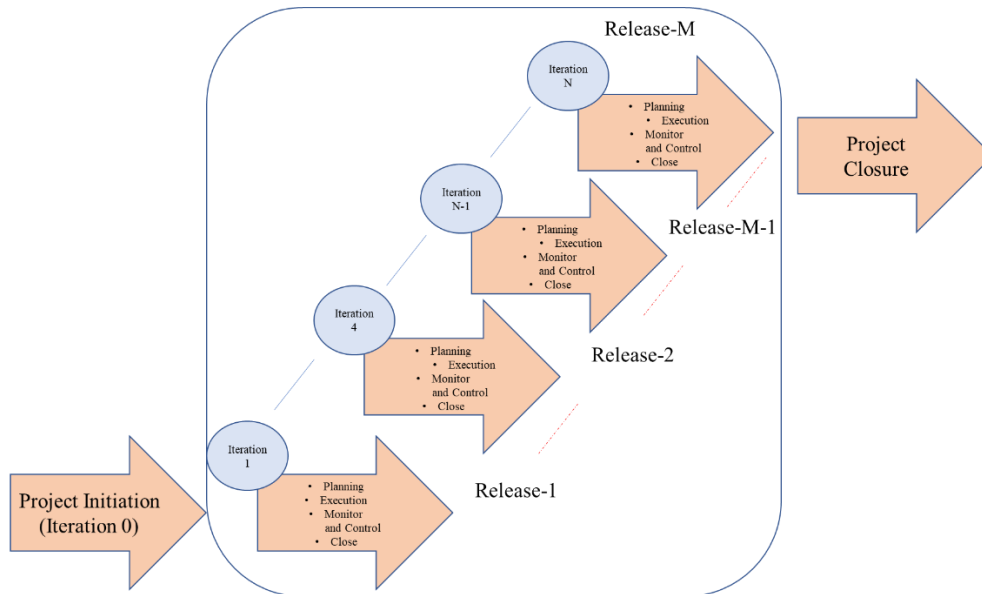 Release-M
Iteration
N
• Planning
• Execution
• Monitor
and Control
• Close
Project
Closure
Iteration
N-1
Release-M-1
• Planning
• Execution
• Monitor
and Control
• Close
Iteration
4
Release-2
• Planning
• Execution
• Monitor
and Control
• Close
Iteration
1
Release-1
• Planning
• Execution
• Monitor
and Control
• Close
Project Initiation
(Iteration 0)